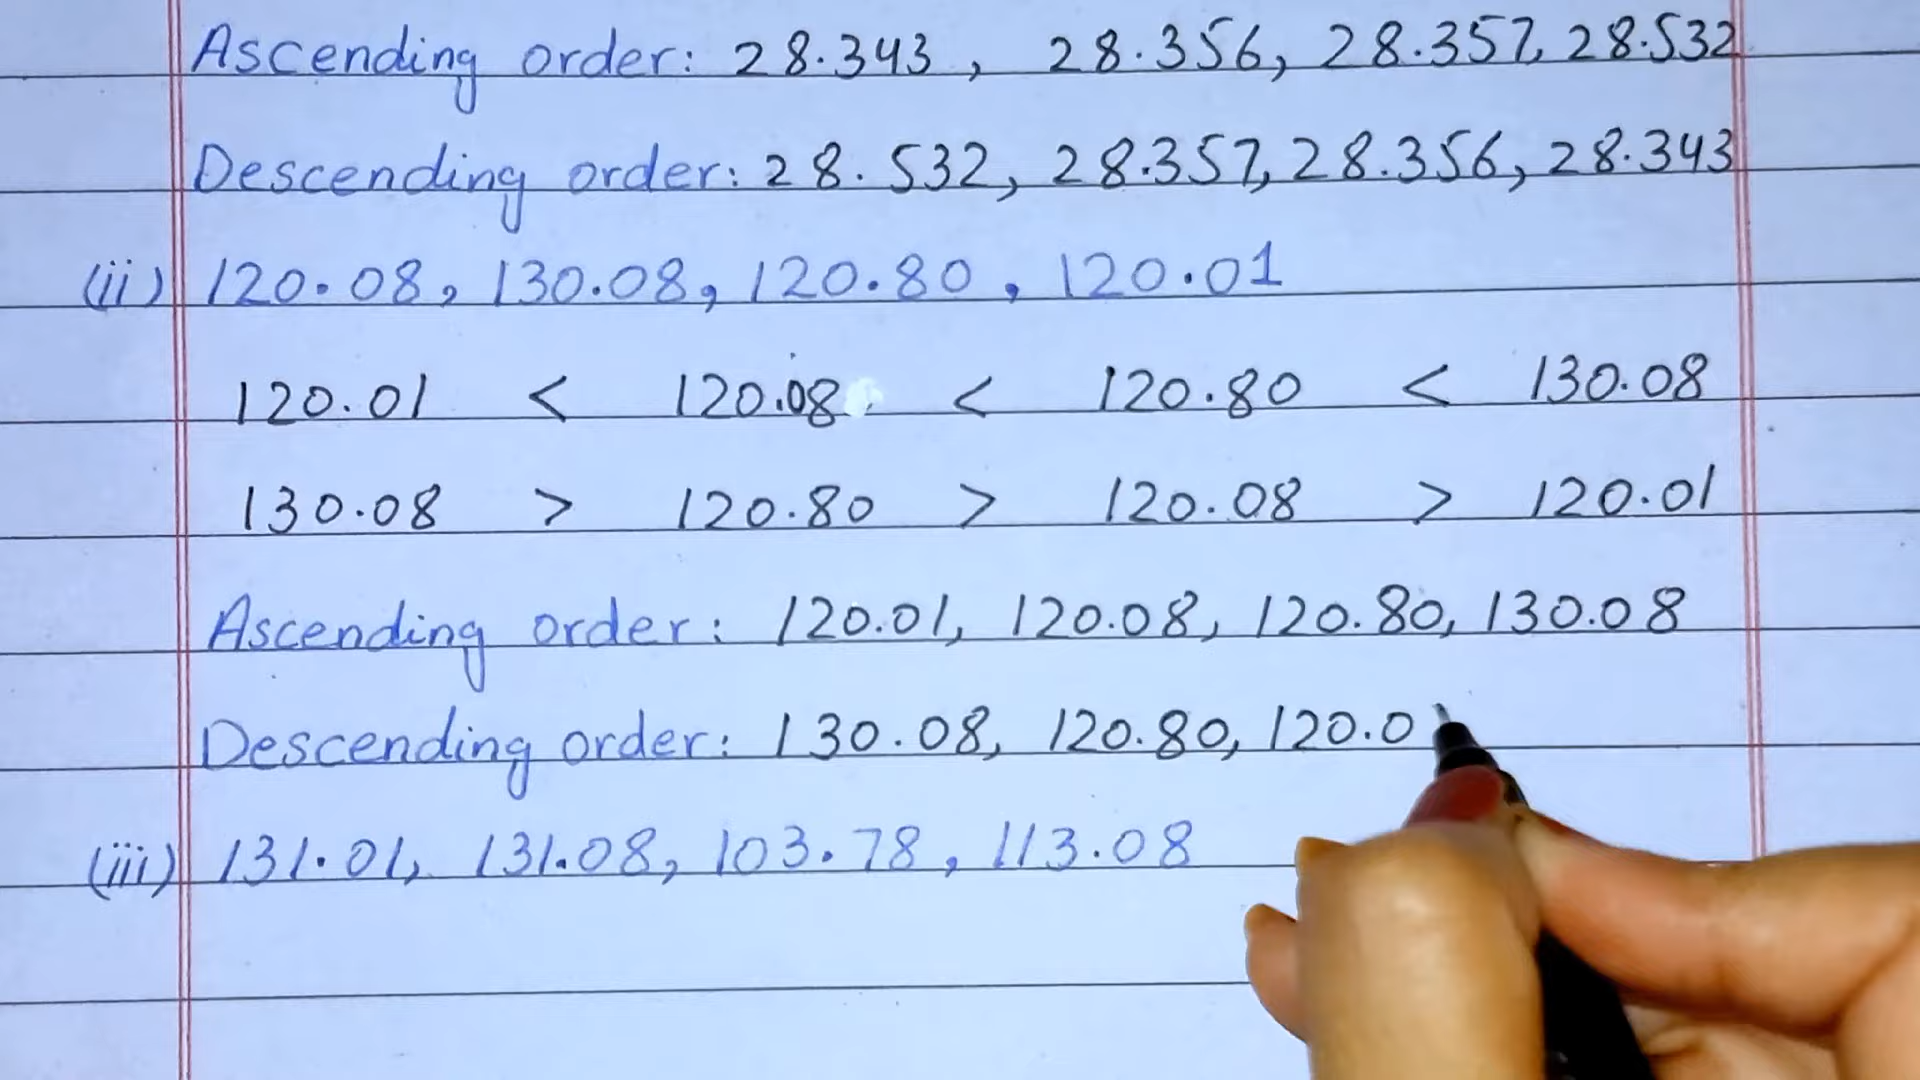 Ascending order: 28.343, 28.356, 28.357, 28.532
Descending order: 28.532, 28.357, 28.356, 28.343
(ii) 120.08, 130.08, 120.80, 120.01
120.01 < 120.08 < 120.80 < 130.08
130.08 > 120.80 > 120.08 > 120.01
Ascending order: 120.01, 120.08, 120.80, 130.08
Descending order: 130.08, 120.80, 120.0
(iii) 131.01, 131.08, 103.78, 113.08